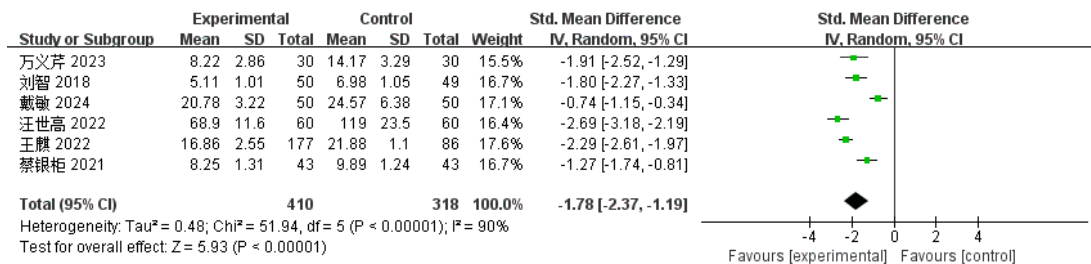 Experimental Control Std. Mean Difference Std. Mean Difference
Study or Subgroup Mean SD Total Mean SD Total Weight IV, Random, 95% CI IV, Random, 95% CI
万义芹 2023 8.22 2.86 30 14.17 3.29 30 15.5% -1.91 [-2.52, -1.29]
刘智 2018 5.11 1.01 50 6.98 1.05 49 16.7% -1.80 [-2.27, -1.33]
戴敏 2024 20.78 3.22 50 24.57 6.38 50 17.1% -0.74 [-1.15, -0.34]
汪世高 2022 68.9 11.6 60 119 23.5 60 16.4% -2.69 [-3.18, -2.19]
王麒 2022 16.86 2.55 177 21.88 1.1 86 17.6% -2.29 [-2.61, -1.97]
蔡银柜 2021 8.25 1.31 43 9.89 1.24 43 16.7% -1.27 [-1.74, -0.81]
Total (95% CI) 410 318 100.0% -1.78 [-2.37, -1.19]
Heterogeneity: Tau² = 0.48; Chi² = 51.94, df = 5 (P < 0.00001); I² = 90%
Test for overall effect: Z = 5.93 (P < 0.00001)
-4 -2 0 2 4
Favours [experimental] Favours [control]